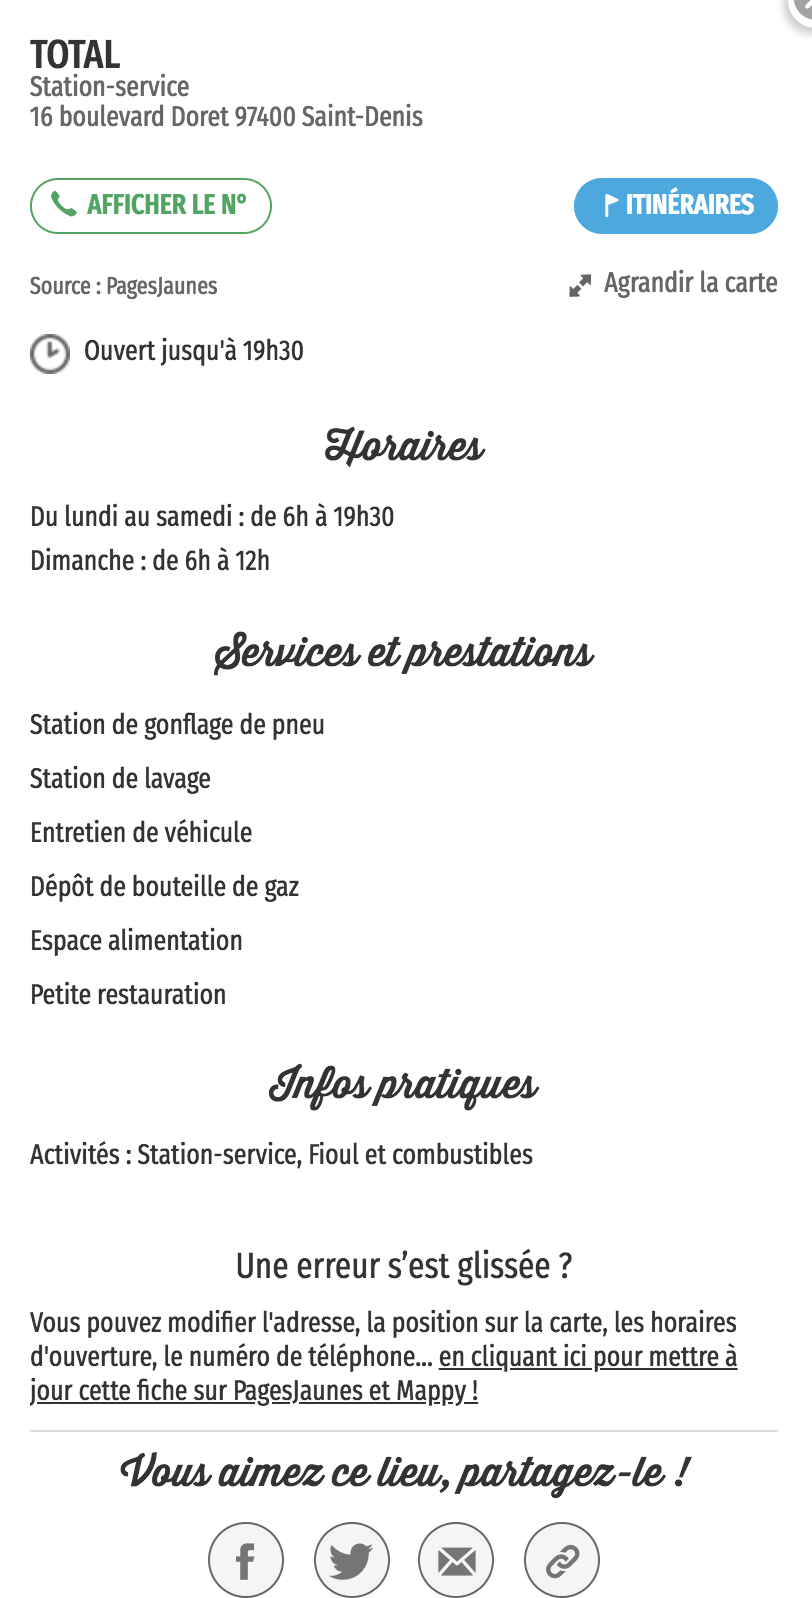 TOTAL
Station-service
16 boulevard Doret 97400 Saint-Denis
AFFICHER LE N°
ITINÉRAIRES
Source : PagesJaunes
Agrandir la carte
Ouvert jusqu'à 19h30
Horaires
Du lundi au samedi : de 6h à 19h30
Dimanche : de 6h à 12h
Services et prestations
Station de gonflage de pneu
Station de lavage
Entretien de véhicule
Dépôt de bouteille de gaz
Espace alimentation
Petite restauration
Infos pratiques
Activités : Station-service, Fioul et combustibles
Une erreur s’est glissée ?
Vous pouvez modifier l'adresse, la position sur la carte, les horaires
d'ouverture, le numéro de téléphone... en cliquant ici pour mettre à
jour cette fiche sur PagesJaunes et Mappy !
Vous aimez ce lieu, partagez-le !